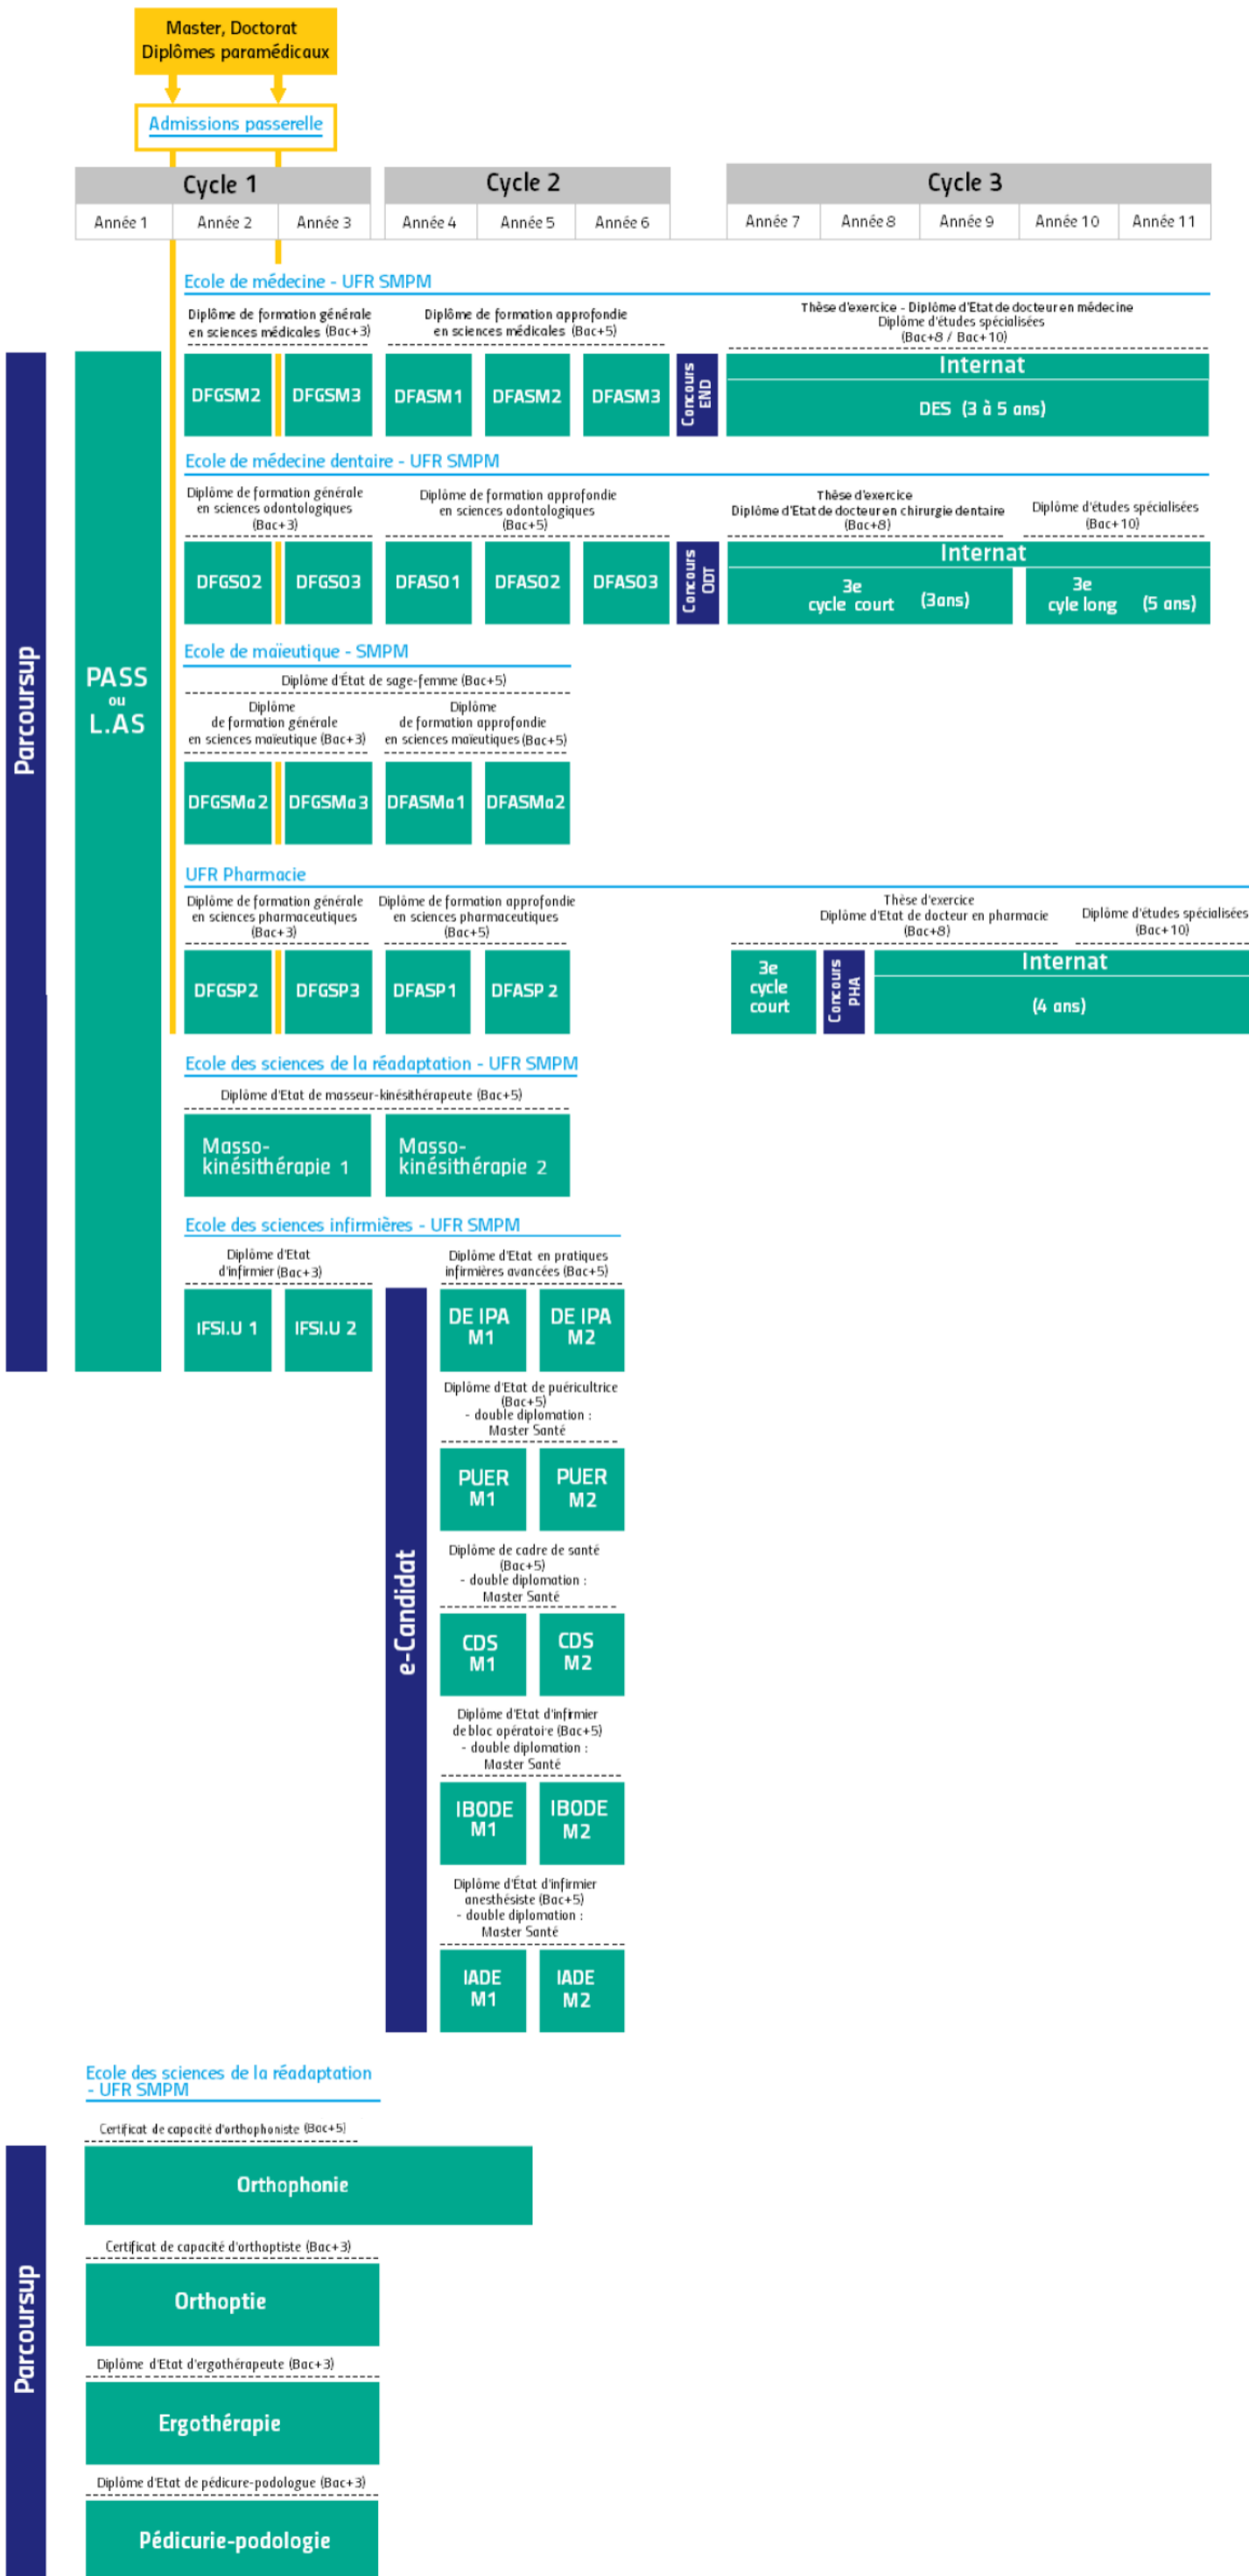 Master, Doctorat
Diplômes paramédicaux
Admissions passerelle
Cycle 1
Cycle 2
Cycle 3
Année 1
Année 2
Année 3
Année 4
Année 5
Année 6
Année 7
Année 8
Année 9
Année 10
Année 11
Parcoursup
PASS
ou
L.AS
Ecole de médecine - UFR SMPM
Diplôme de formation générale
en sciences médicales (Bac+3)
Diplôme de formation approfondie
en sciences médicales (Bac+5)
Thèse d'exercice - Diplôme d'Etat de docteur en médecine
Diplôme d'études spécialisées
(Bac+8 / Bac+10)
DFGSM2
DFGSM3
DFASM1
DFASM2
DFASM3
Concours
END
Internat
DES (3 à 5 ans)
Ecole de médecine dentaire - UFR SMPM
Diplôme de formation générale
en sciences odontologiques
(Bac+3)
Diplôme de formation approfondie
en sciences odontologiques
(Bac+5)
Thèse d'exercice
Diplôme d'Etat de docteur en chirurgie dentaire
(Bac+8)
Diplôme d'études spécialisées
(Bac+10)
DFGSO2
DFGSO3
DFASO1
DFASO2
DFASO3
Concours
ODT
Internat
3e
cycle court (3ans)
3e
cyle long (5 ans)
Ecole de maïeutique - SMPM
Diplôme d'État de sage-femme (Bac+5)
Diplôme
de formation générale
en sciences maïeutique (Bac+3)
Diplôme
de formation approfondie
en sciences maïeutiques (Bac+5)
DFGSMa2
DFGSMa3
DFASMa1
DFASMa2
UFR Pharmacie
Diplôme de formation générale
en sciences pharmaceutiques
(Bac+3)
Diplôme de formation approfondie
en sciences pharmaceutiques
(Bac+5)
Thèse d'exercice
Diplôme d'Etat de docteur en pharmacie
(Bac+8)
Diplôme d'études spécialisées
(Bac+10)
DFGSP2
DFGSP3
DFASP1
DFASP 2
3e
cycle
court
Concours
PHA
Internat
(4 ans)
Ecole des sciences de la réadaptation - UFR SMPM
Diplôme d'Etat de masseur-kinésithérapeute (Bac+5)
Masso-
kinésithérapie 1
Masso-
kinésithérapie 2
Ecole des sciences infirmières - UFR SMPM
Diplôme d'Etat
d'infirmier (Bac+3)
Diplôme d'Etat en pratiques
infirmières avancées (Bac+5)
IFSI.U 1
IFSI.U 2
e-Candidat
DE IPA
M1
DE IPA
M2
Diplôme d'Etat de puéricultrice
(Bac+5)
- double diplomation :
Master Santé
PUER
M1
PUER
M2
Diplôme de cadre de santé
(Bac+5)
- double diplomation :
Master Santé
CDS
M1
CDS
M2
Diplôme d'Etat d'infirmier
de bloc opératoire (Bac+5)
- double diplomation :
Master Santé
IBODE
M1
IBODE
M2
Diplôme d'État d'infirmier
anesthésiste (Bac+5)
- double diplomation :
Master Santé
IADE
M1
IADE
M2
Ecole des sciences de la réadaptation
- UFR SMPM
Parcoursup
Certificat de capacité d'orthophoniste (Bac+5)
Orthophonie
Certificat de capacité d'orthoptiste (Bac+3)
Orthoptie
Diplôme d'Etat d'ergothérapeute (Bac+3)
Ergothérapie
Diplôme d'Etat de pédicure-podologue (Bac+3)
Pédicurie-podologie